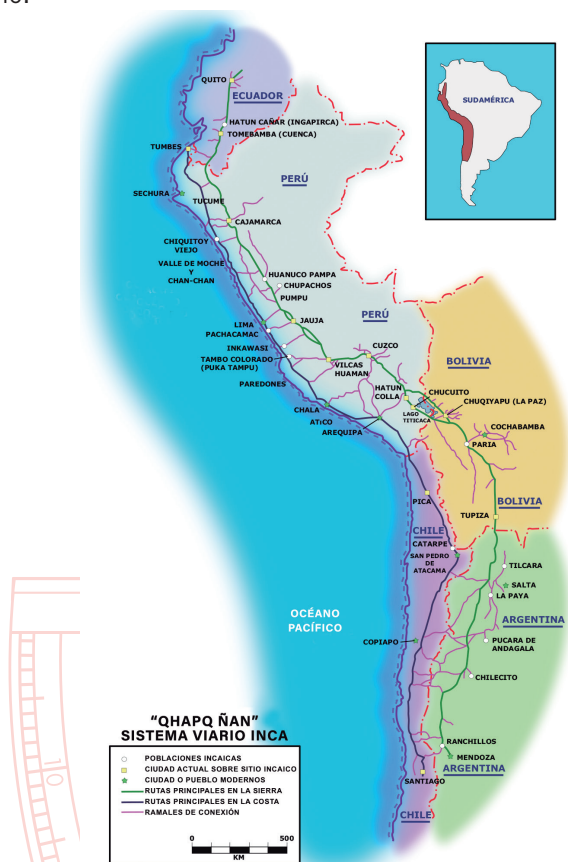 SUDAMÉRICA
QUITO
ECUADOR
HATUN CAÑAR (INGAPIRCA)
TOMEBAMBA (CUENCA)
TUMBES
PERÚ
SECHURA
TUCUME
CAJAMARCA
CHIQUITOY
VIEJO
VALLE DE MOCHE
Y
CHAN-CHAN
HUANUCO PAMPA
CHUPACHOS
PUMPU
PERÚ
LIMA
PACHACAMAC
JAUJA
INKAWASI
CUZCO
TAMBO COLORADO
(PUKA TAMPU)
VILCAS
HUAMAN
BOLIVIA
PAREDONES
HATUN
COLLA
CHUCUITO
CHUQIYAPU (LA PAZ)
CHALA
LAGO
TITICACA
ATICO
AREQUIPA
COCHABAMBA
PARIA
PICA
BOLIVIA
CHILE
TUPIZA
CATARPE
SAN PEDRO
DE
ATACAMA
TILCARA
SALTA
LA PAYA
OCÉANO
PACÍFICO
ARGENTINA
COPIAPO
PUCARA DE
ANDAGALA
CHILECITO
"QHAPQ ÑAN"
SISTEMA VIARIO INCA
RANCHILLOS
MENDOZA
ARGENTINA
SANTIAGO
CHILE
POBLACIONES INCAICAS
CIUDAD ACTUAL SOBRE SITIO INCAICO
CIUDAD O PUEBLO MODERNOS
RUTAS PRINCIPALES EN LA SIERRA
RUTAS PRINCIPALES EN LA COSTA
RAMALES DE CONEXIÓN
0 500
KM
10